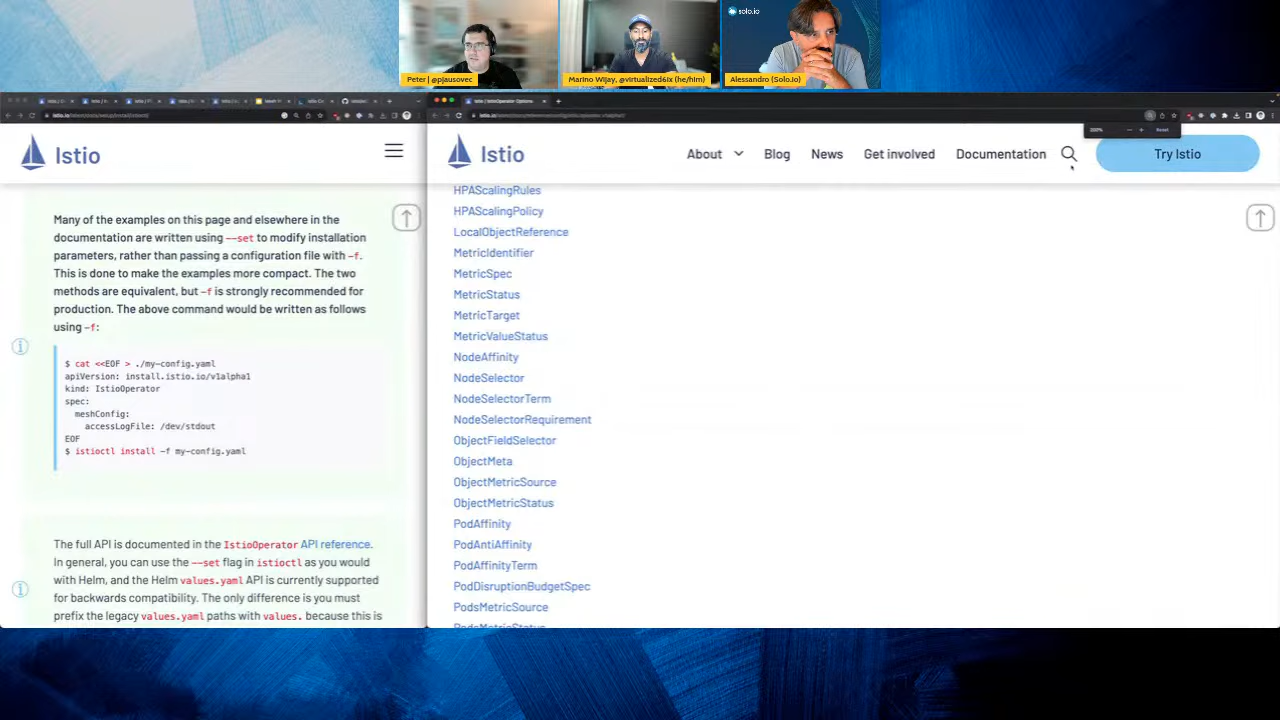 solo.io
Peter | @pjausovec
Marino Wijay, @virtualized6ix (he/him)
Alessandro (Solo.io)
Istio
Many of the examples on this page and elsewhere in the
documentation are written using --set to modify installation
parameters, rather than passing a configuration file with -f.
This is done to make the examples more compact. The two
methods are equivalent, but -f is strongly recommended for
production. The above command would be written as follows
using -f:
$ cat <<EOF > ./my-config.yaml
apiVersion: install.istio.io/v1alpha1
kind: IstioOperator
spec:
  meshConfig:
    accessLogFile: /dev/stdout
EOF
$ istioctl install -f my-config.yaml
The full API is documented in the IstioOperator API reference.
In general, you can use the --set flag in istioctl as you would
with Helm, and the Helm values.yaml API is currently supported
for backwards compatibility. The only difference is you must
prefix the legacy values.yaml paths with values. because this is
Istio / IstioOperator Options
Reset
Istio
About
Blog
News
Get involved
Documentation
Try Istio
HPAScalingRules
HPAScalingPolicy
LocalObjectReference
MetricIdentifier
MetricSpec
MetricStatus
MetricTarget
MetricValueStatus
NodeAffinity
NodeSelector
NodeSelectorTerm
NodeSelectorRequirement
ObjectFieldSelector
ObjectMeta
ObjectMetricSource
ObjectMetricStatus
PodAffinity
PodAntiAffinity
PodAffinityTerm
PodDisruptionBudgetSpec
PodsMetricSource
PodsMetricStatus